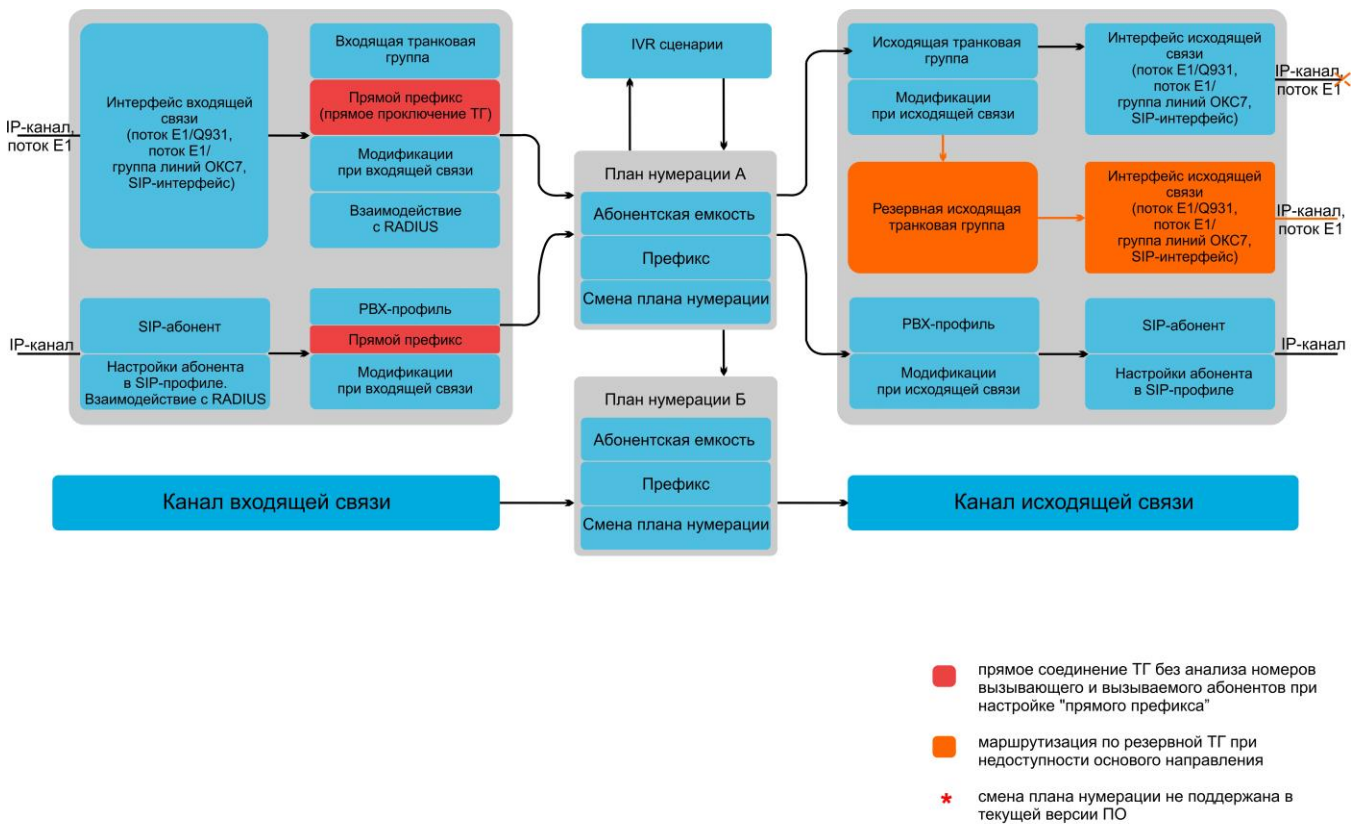 IP-канал,
поток Е1
Интерфейс входящей
связи
(поток E1/Q931,
поток Е1/
группа линий ОКС7,
SIP-интерфейс)
Входящая транковая
группа
Прямой префикс
(прямое проключение ТГ)
Модификации
при входящей связи
Взаимодействие
с RADIUS
IP-канал
SIP-абонент
Настройки абонента
в SIP-профиле.
Взаимодействие с RADIUS
PBX-профиль
Прямой префикс
Модификации
при входящей связи
IVR сценарии
План нумерации А
Абонентская емкость
Префикс
Смена плана нумерации
План нумерации Б
Абонентская емкость
Префикс
Смена плана нумерации
Исходящая транковая
группа
Модификации
при исходящей связи
Интерфейс исходящей
связи
(поток E1/Q931,
поток Е1/
группа линий ОКС7,
SIP-интерфейс)
IP-канал,
поток Е1
Резервная исходящая
транковая группа
Интерфейс исходящей
связи
(поток E1/Q931,
поток Е1/
группа линий ОКС7,
SIP-интерфейс)
IP-канал,
поток Е1
PBX-профиль
Модификации
при исходящей связи
SIP-абонент
Настройки абонента
в SIP-профиле
IP-канал
Канал входящей связи
Канал исходящей связи
прямое соединение ТГ без анализа номеров
вызывающего и вызываемого абонентов при
настройке "прямого префикса”
маршрутизация по резервной ТГ при
недоступности основого направления
* смена плана нумерации не поддержана в
текущей версии ПО